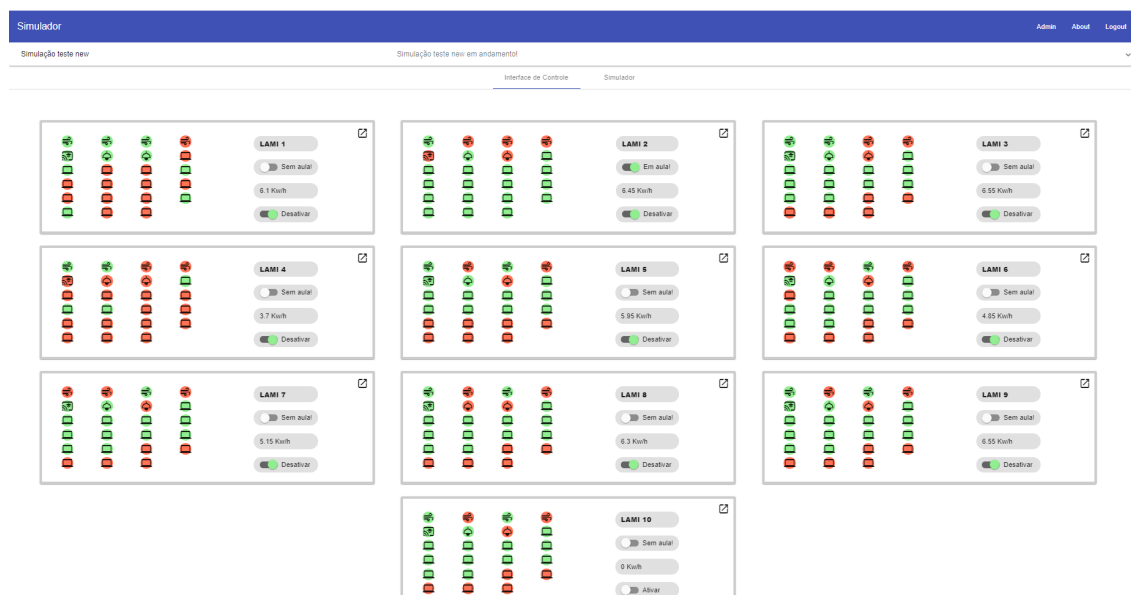 Simulador
Admin About Logout
Simulação teste new
Simulação teste new em andamento!
Interface de Controle Simulador
LAMI 1
Sem aula!
6.1 Kw/h
Desativar
LAMI 2
Em aula!
6.45 Kw/h
Desativar
LAMI 3
Sem aula!
6.55 Kw/h
Desativar
LAMI 4
Sem aula!
3.7 Kw/h
Desativar
LAMI 5
Sem aula!
5.95 Kw/h
Desativar
LAMI 6
Sem aula!
4.85 Kw/h
Desativar
LAMI 7
Sem aula!
5.15 Kw/h
Desativar
LAMI 8
Sem aula!
6.3 Kw/h
Desativar
LAMI 9
Sem aula!
6.55 Kw/h
Desativar
LAMI 10
Sem aula!
0 Kw/h
Ativar